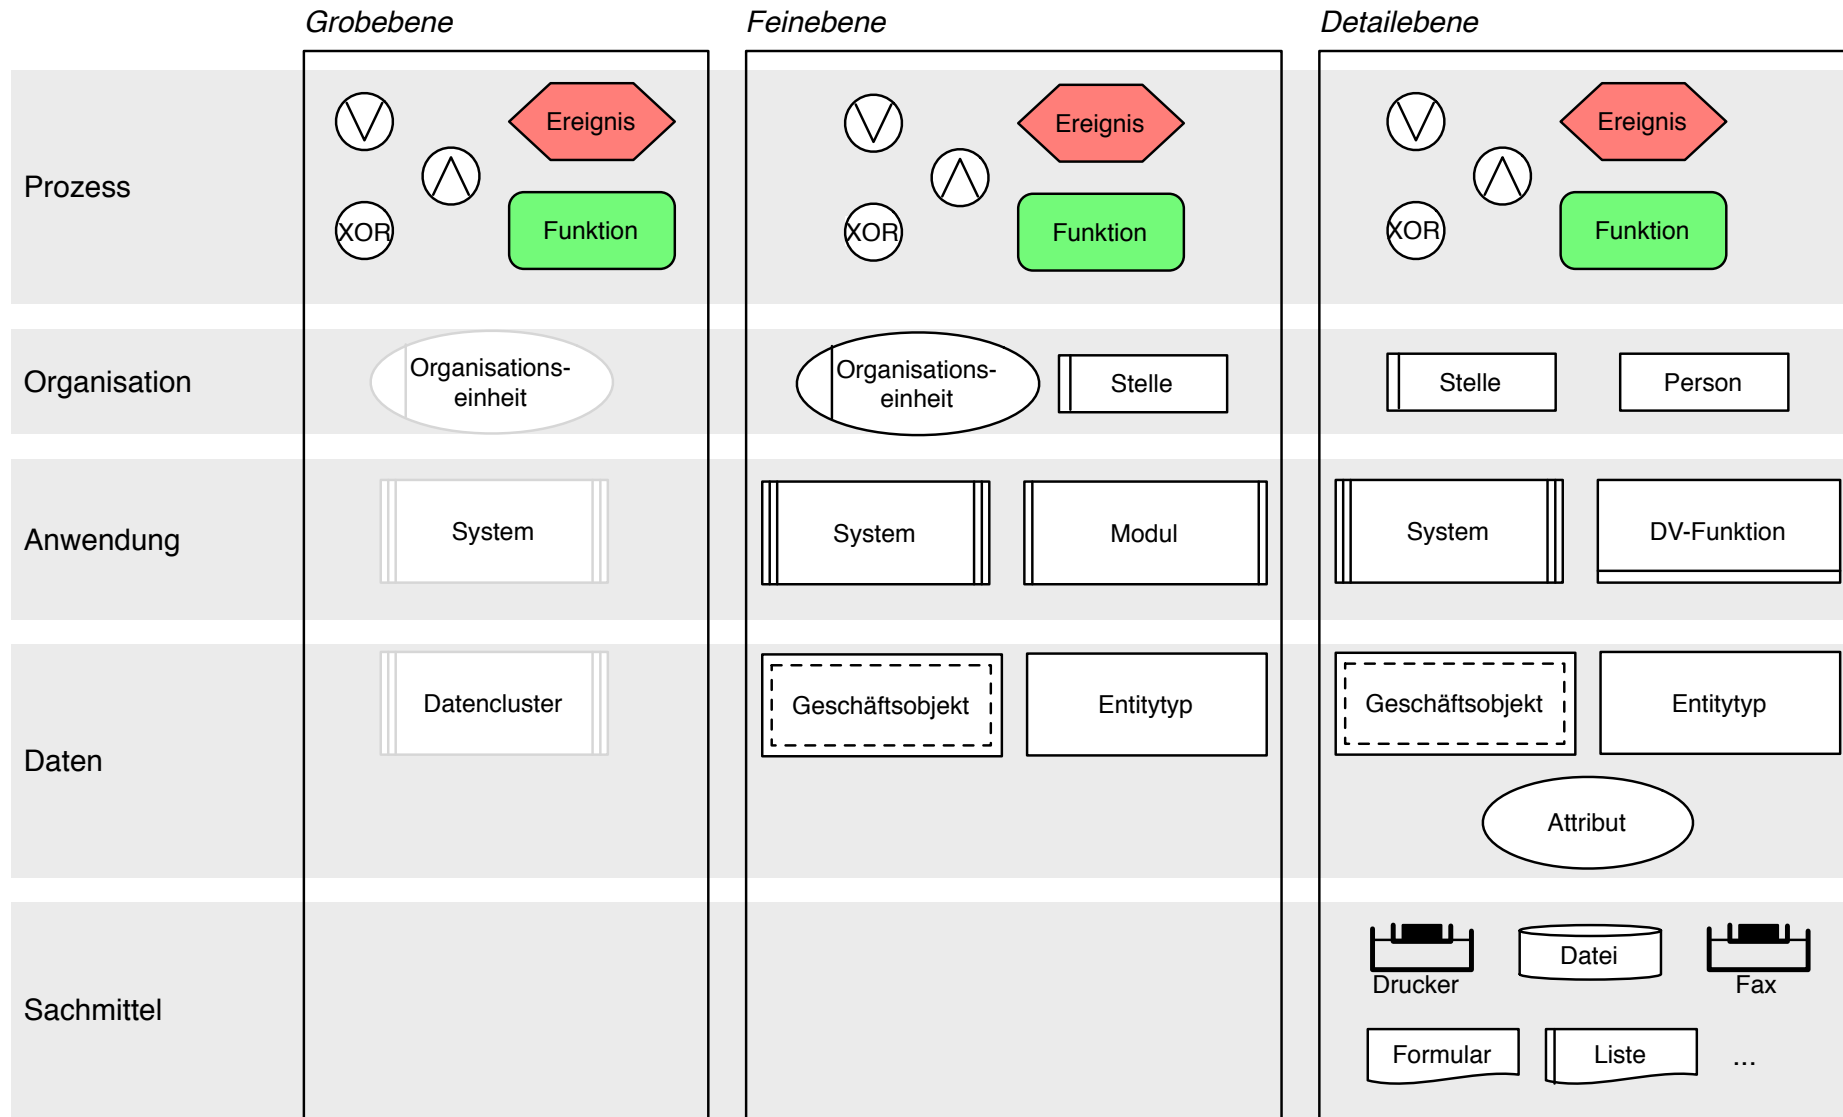 Grobebene
Feinebene
Detailebene
Prozess
Ereignis
XOR
Funktion
Ereignis
XOR
Funktion
Ereignis
XOR
Funktion
Organisation
Organisations-
einheit
Organisations-
einheit
Stelle
Stelle
Person
Anwendung
System
System
Modul
System
DV-Funktion
Daten
Datencluster
Geschäftsobjekt
Entitytyp
Geschäftsobjekt
Entitytyp
Attribut
Sachmittel
Drucker
Datei
Fax
Formular
Liste
...